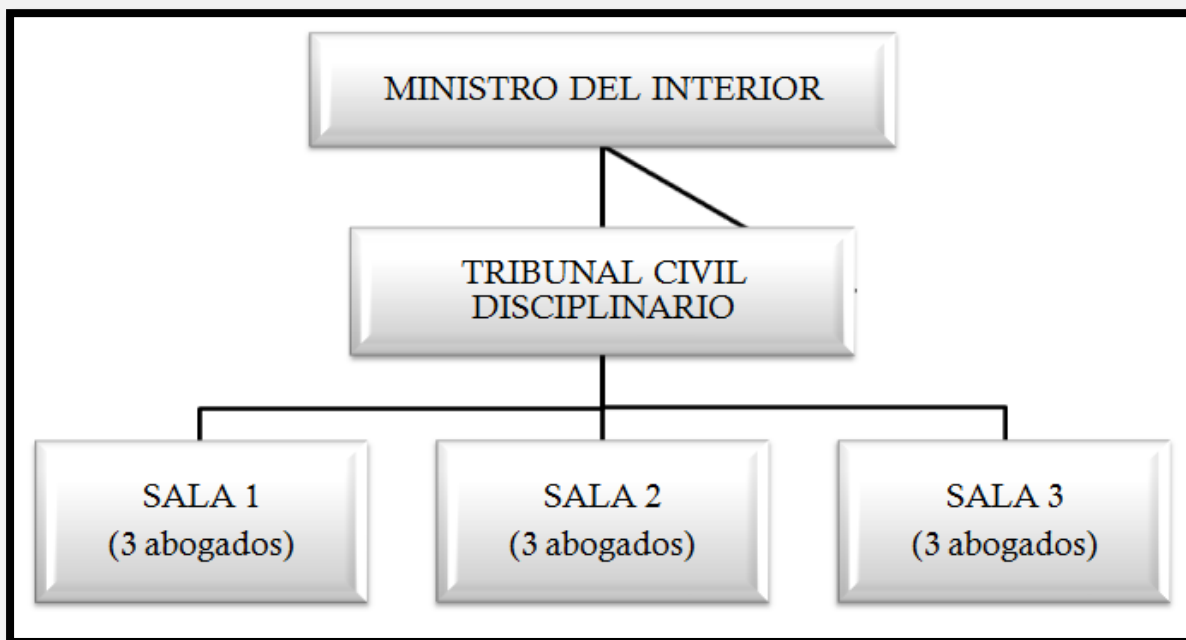 MINISTRO DEL INTERIOR
TRIBUNAL CIVIL
DISCIPLINARIO
SALA 1
(3 abogados)
SALA 2
(3 abogados)
SALA 3
(3 abogados)